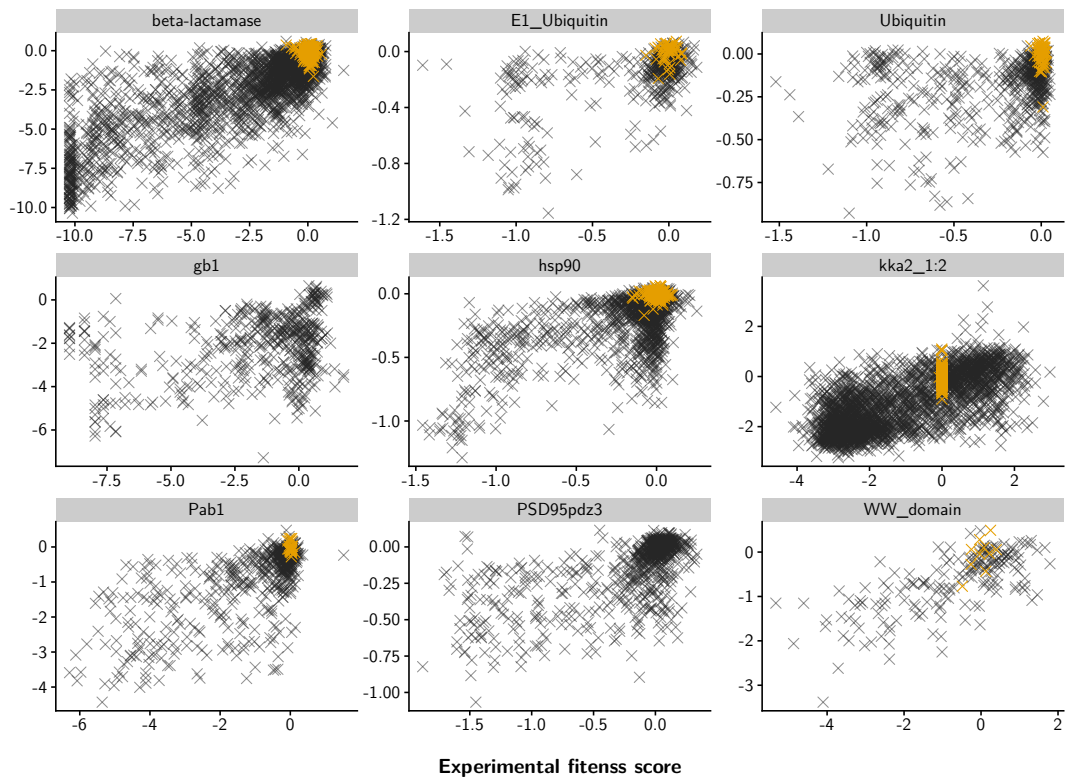 beta-lactamase E1_Ubiquitin Ubiquitin
0.0 0.0 0.00
-2.5 -0.4 -0.25
-5.0 -0.50
-7.5 -0.8 -0.75
-10.0 -1.2
-10.0 -7.5 -5.0 -2.5 0.0 -1.5 -1.0 -0.5 0.0 -1.5 -1.0 -0.5 0.0
gb1 hsp90 kka2_1:2
0 0.0 2
-2 -0.5 0
-4 -1.0 -2
-6
-7.5 -5.0 -2.5 0.0 -1.5 -1.0 -0.5 0.0 -4 -2 0 2
Pab1 PSD95pdz3 WW_domain
0 0.00 0
-1 -0.25 -1
-2 -0.50 -2
-3 -0.75 -3
-4 -1.00
-6 -4 -2 0 -1.5 -1.0 -0.5 0.0 -4 -2 0 2
Experimental fitenss score